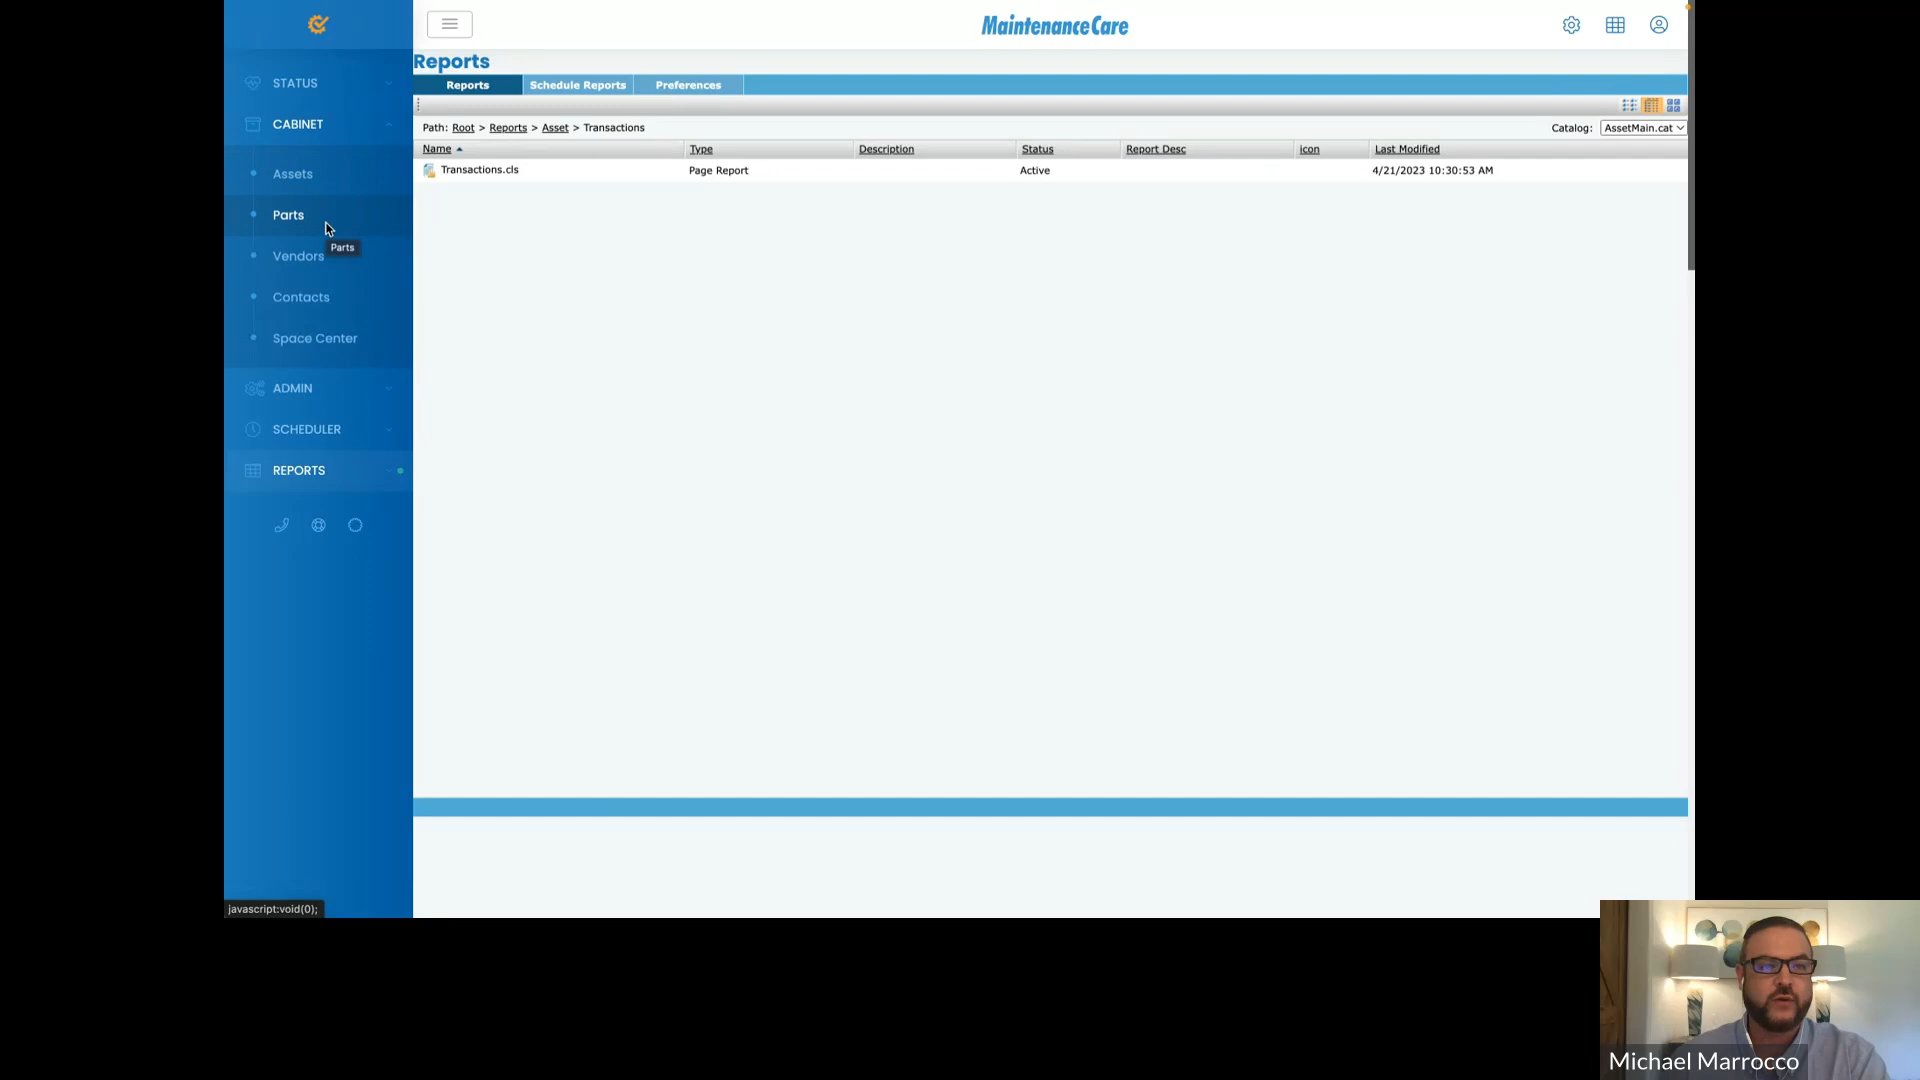 MaintenanceCare
STATUS
CABINET
Assets
Parts
Parts
Vendors
Contacts
Space Center
ADMIN
SCHEDULER
REPORTS
javascript:void(0);
Reports
Reports Schedule Reports Preferences
Path: Root > Reports > Asset > Transactions Catalog: AssetMain.cat
Name Type Description Status Report Desc icon Last Modified
Transactions.cls Page Report Active 4/21/2023 10:30:53 AM
Michael Marrocco